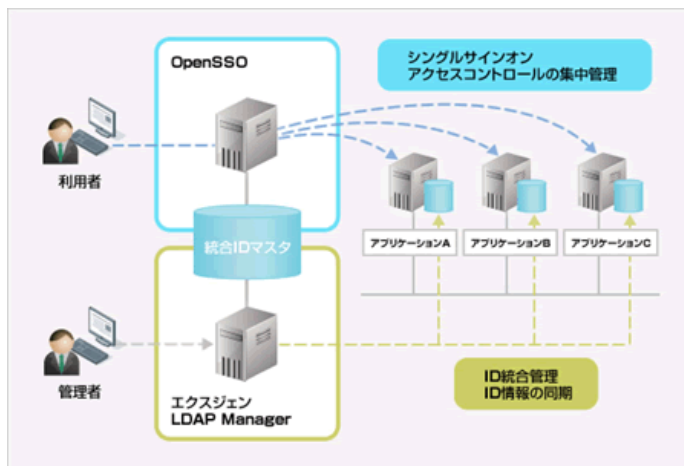 OpenSSO
シングルサインオン
アクセスコントロールの集中管理
利用者
統合IDマスタ
アプリケーションA
アプリケーションB
アプリケーションC
管理者
エクスジェン
LDAP Manager
ID統合管理
ID情報の同期